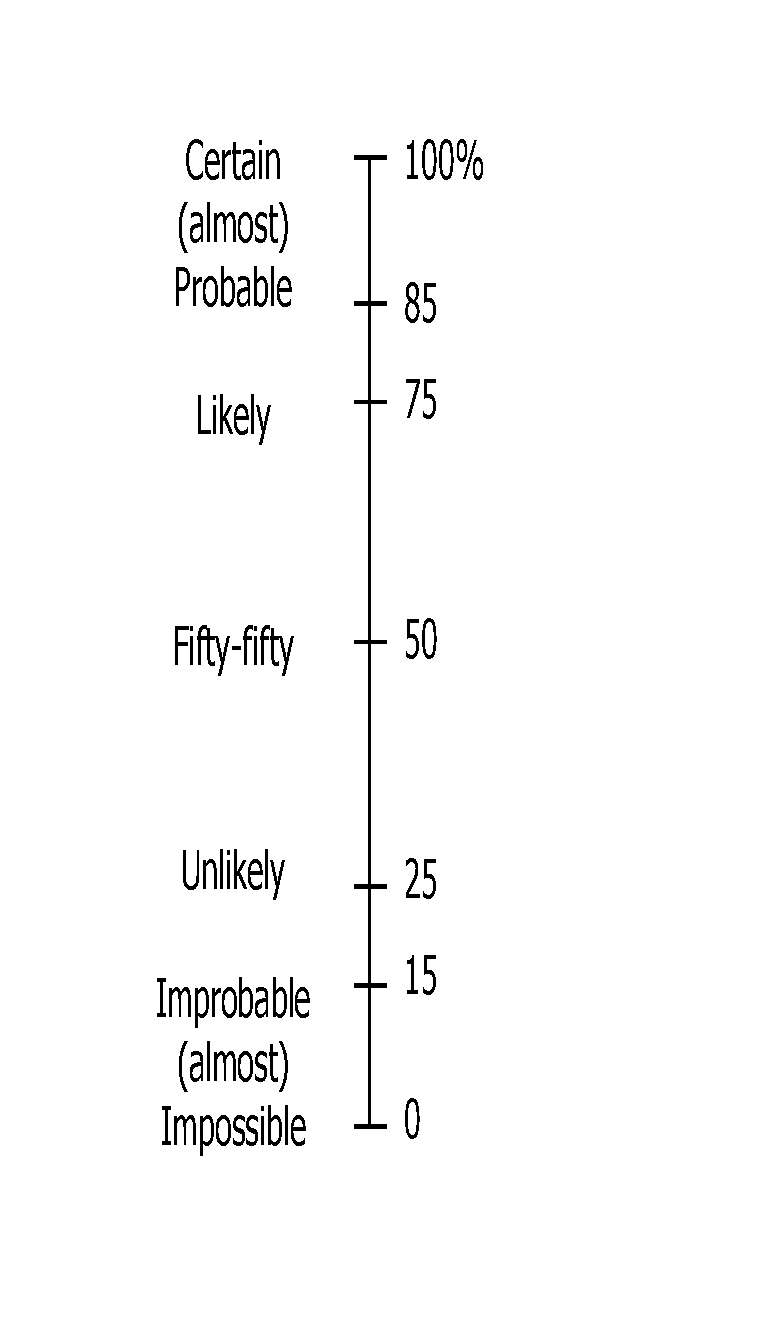 Certain 100%
(almost)
Probable 85
Likely 75
Fifty-fifty 50
Unlikely 25
Improbable 15
(almost)
Impossible 0